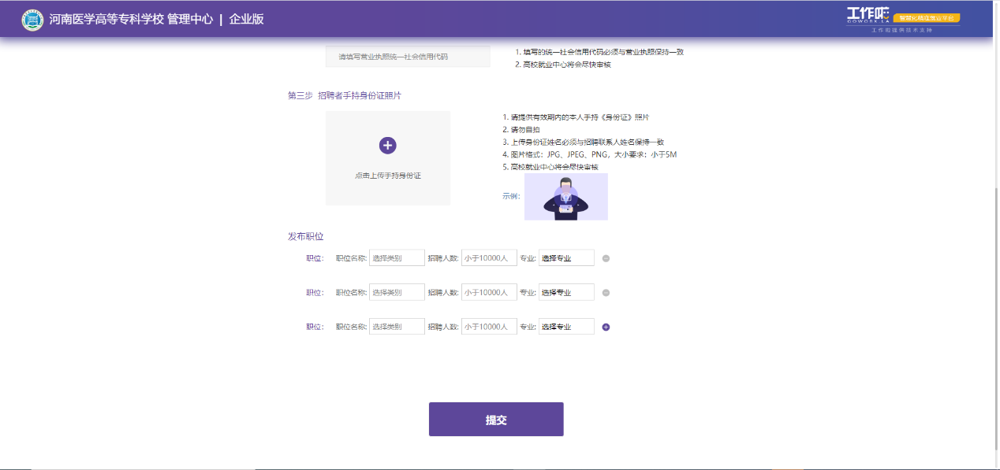 河南医学高等专科学校 管理中心 | 企业版
工作啦
GOWORK.LA
智慧化精准就业平台
工作啦提供技术支持
请填写营业执照统一社会信用代码
1. 填写的统一社会信用代码必须与营业执照保持一致
2. 高校就业中心将会尽快审核
第三步 招聘者手持身份证照片
点击上传手持身份证
1. 请提供有效期内的本人手持《身份证》照片
2. 请勿自拍
3. 上传身份证姓名必须与招聘联系人姓名保持一致
4. 图片格式：JPG、JPEG、PNG，大小要求：小于5M
5. 高校就业中心将会尽快审核
示例：
发布职位
职位： 职位名称: 选择类别 招聘人数: 小于10000人 专业: 选择专业
职位： 职位名称: 选择类别 招聘人数: 小于10000人 专业: 选择专业
职位： 职位名称: 选择类别 招聘人数: 小于10000人 专业: 选择专业
提交